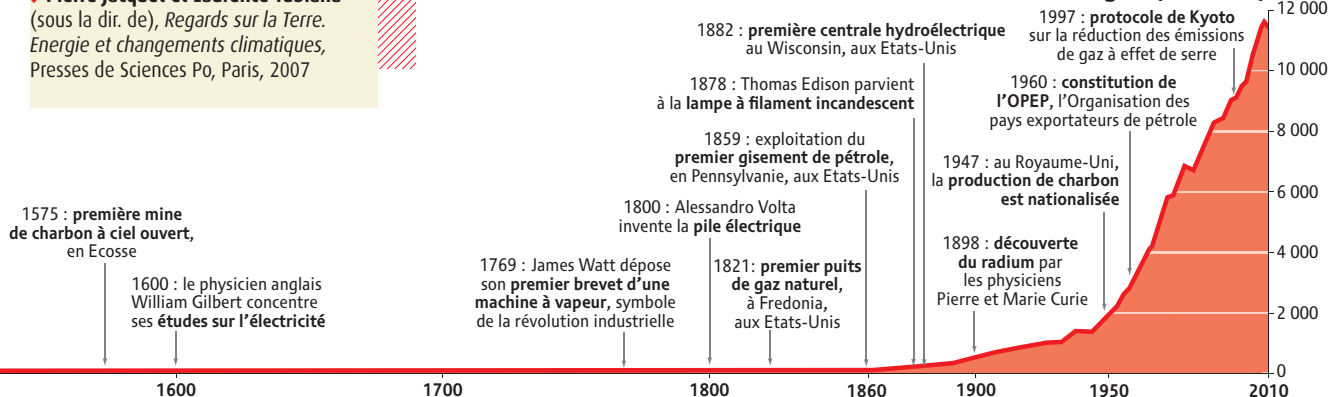 (sous la dir. de), Regards sur la Terre.
Energie et changements climatiques,
Presses de Sciences Po, Paris, 2007
1575 : première mine
de charbon à ciel ouvert,
en Ecosse
1600 : le physicien anglais
William Gilbert concentre
ses études sur l’électricité
1769 : James Watt dépose
son premier brevet d’une
machine à vapeur, symbole
de la révolution industrielle
1800 : Alessandro Volta
invente la pile électrique
1821: premier puits
de gaz naturel,
à Fredonia,
aux Etats-Unis
1859 : exploitation du
premier gisement de pétrole,
en Pennsylvanie, aux Etats-Unis
1878 : Thomas Edison parvient
à la lampe à filament incandescent
1882 : première centrale hydroélectrique
au Wisconsin, aux Etats-Unis
1898 : découverte
du radium par
les physiciens
Pierre et Marie Curie
1947 : au Royaume-Uni,
la production de charbon
est nationalisée
1960 : constitution de
l’OPEP, l’Organisation des
pays exportateurs de pétrole
1997 : protocole de Kyoto
sur la réduction des émissions
de gaz à effet de serre
12 000
10 000
8 000
6 000
4 000
2 000
0
1600
1700
1800
1860
1900
1950
2010